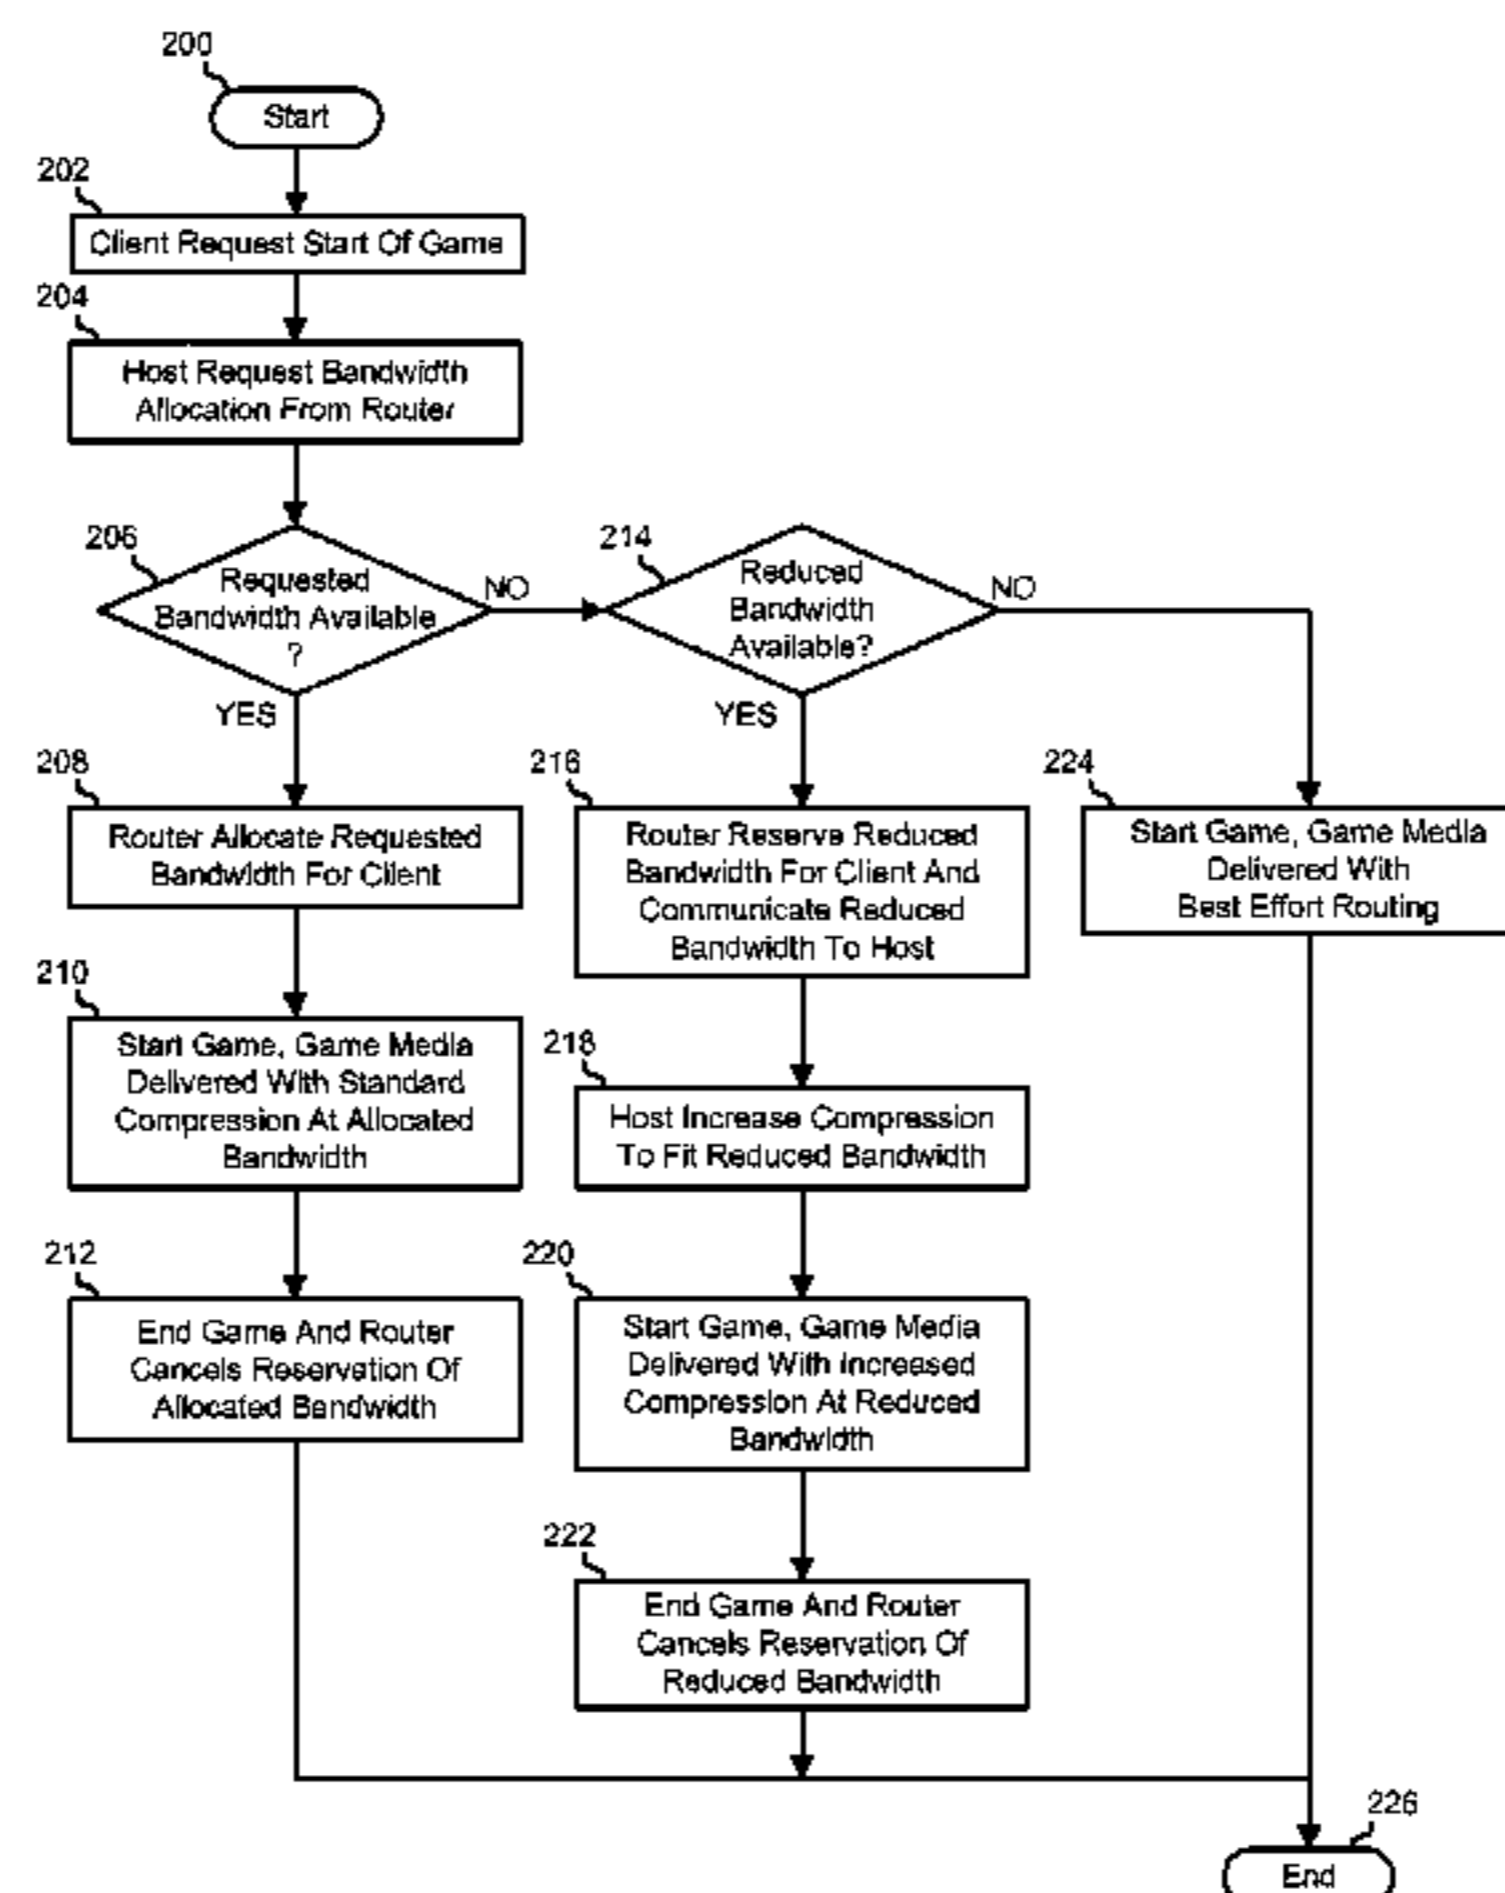 200
Start
202
Client Request Start Of Game
204
Host Request Bandwidth
Allocation From Router
206
Requested
Bandwidth Available
?
NO
YES
214
Reduced
Bandwidth
Available?
NO
YES
208
Router Allocate Requested
Bandwidth For Client
216
Router Reserve Reduced
Bandwidth For Client And
Communicate Reduced
Bandwidth To Host
224
Start Game, Game Media
Delivered With
Best Effort Routing
210
Start Game, Game Media
Delivered With Standard
Compression At Allocated
Bandwidth
218
Host Increase Compression
To Fit Reduced Bandwidth
212
End Game And Router
Cancels Reservation Of
Allocated Bandwidth
220
Start Game, Game Media
Delivered With Increased
Compression At Reduced
Bandwidth
222
End Game And Router
Cancels Reservation Of
Reduced Bandwidth
226
End